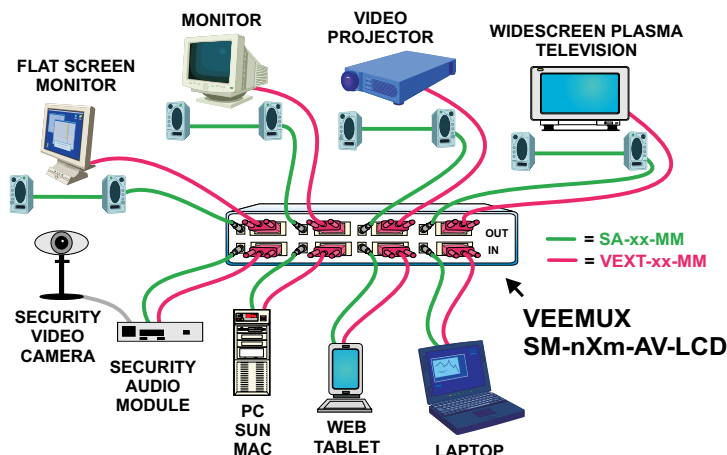 MONITOR
VIDEO
PROJECTOR
WIDESCREEN PLASMA
TELEVISION
FLAT SCREEN
MONITOR
OUT
IN
= SA-xx-MM
= VEXT-xx-MM
VEEMUX
SM-nXm-AV-LCD
SECURITY
VIDEO
CAMERA
SECURITY
AUDIO
MODULE
PC
SUN
MAC
WEB
TABLET
LAPTOP